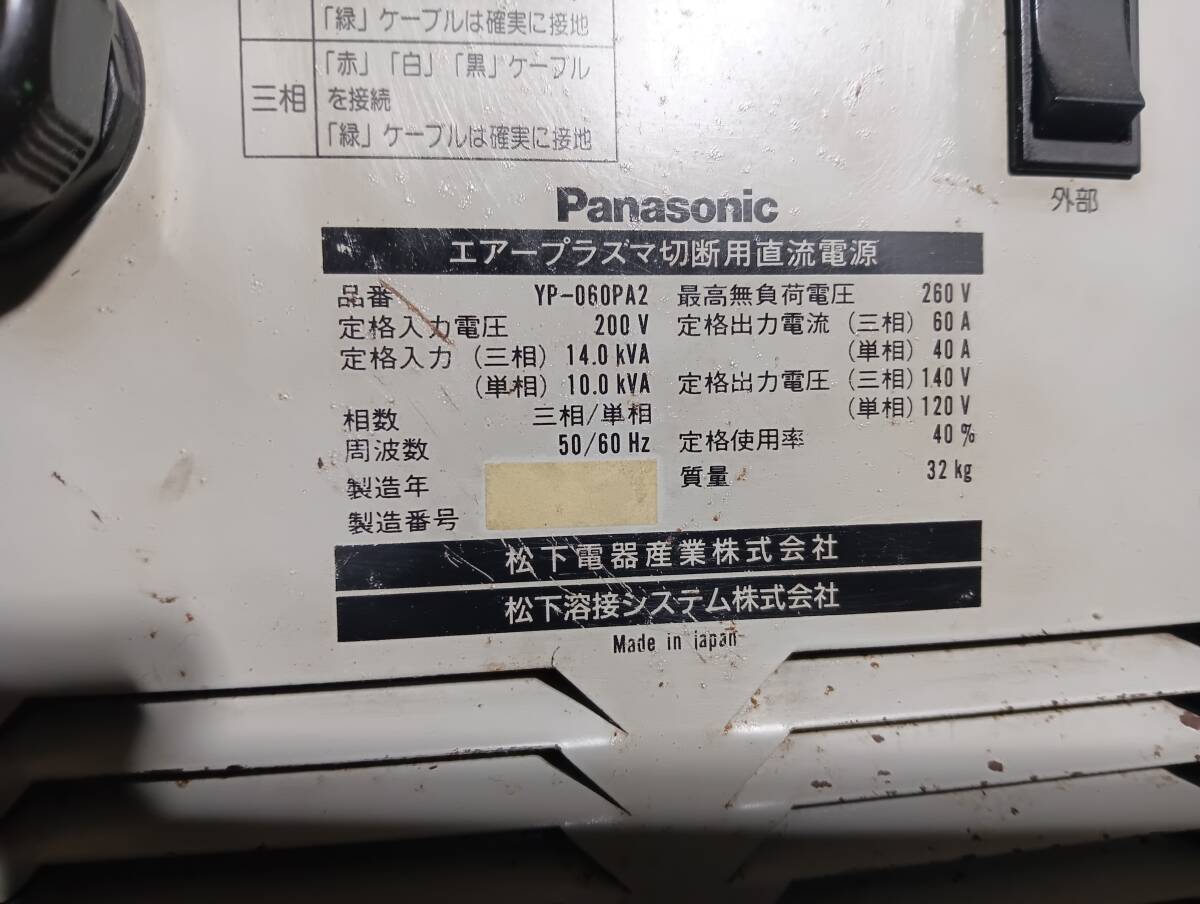 「緑」ケーブルは確実に接地
三相 「赤」「白」「黒」ケーブル
を接続
「緑」ケーブルは確実に接地
外部
Panasonic
エアープラズマ切断用直流電源
品番 YP-060PA2 最高無負荷電圧 260 V
定格入力電圧 200 V 定格出力電流 (三相) 60 A
定格入力 (三相) 14.0 kVA (単相) 40 A
(単相) 10.0 kVA 定格出力電圧 (三相) 140 V
相数 三相/単相 (単相) 120 V
周波数 50/60 Hz 定格使用率 40 %
製造年 質量 32 kg
製造番号
松下電器産業株式会社
松下溶接システム株式会社
Made in japan